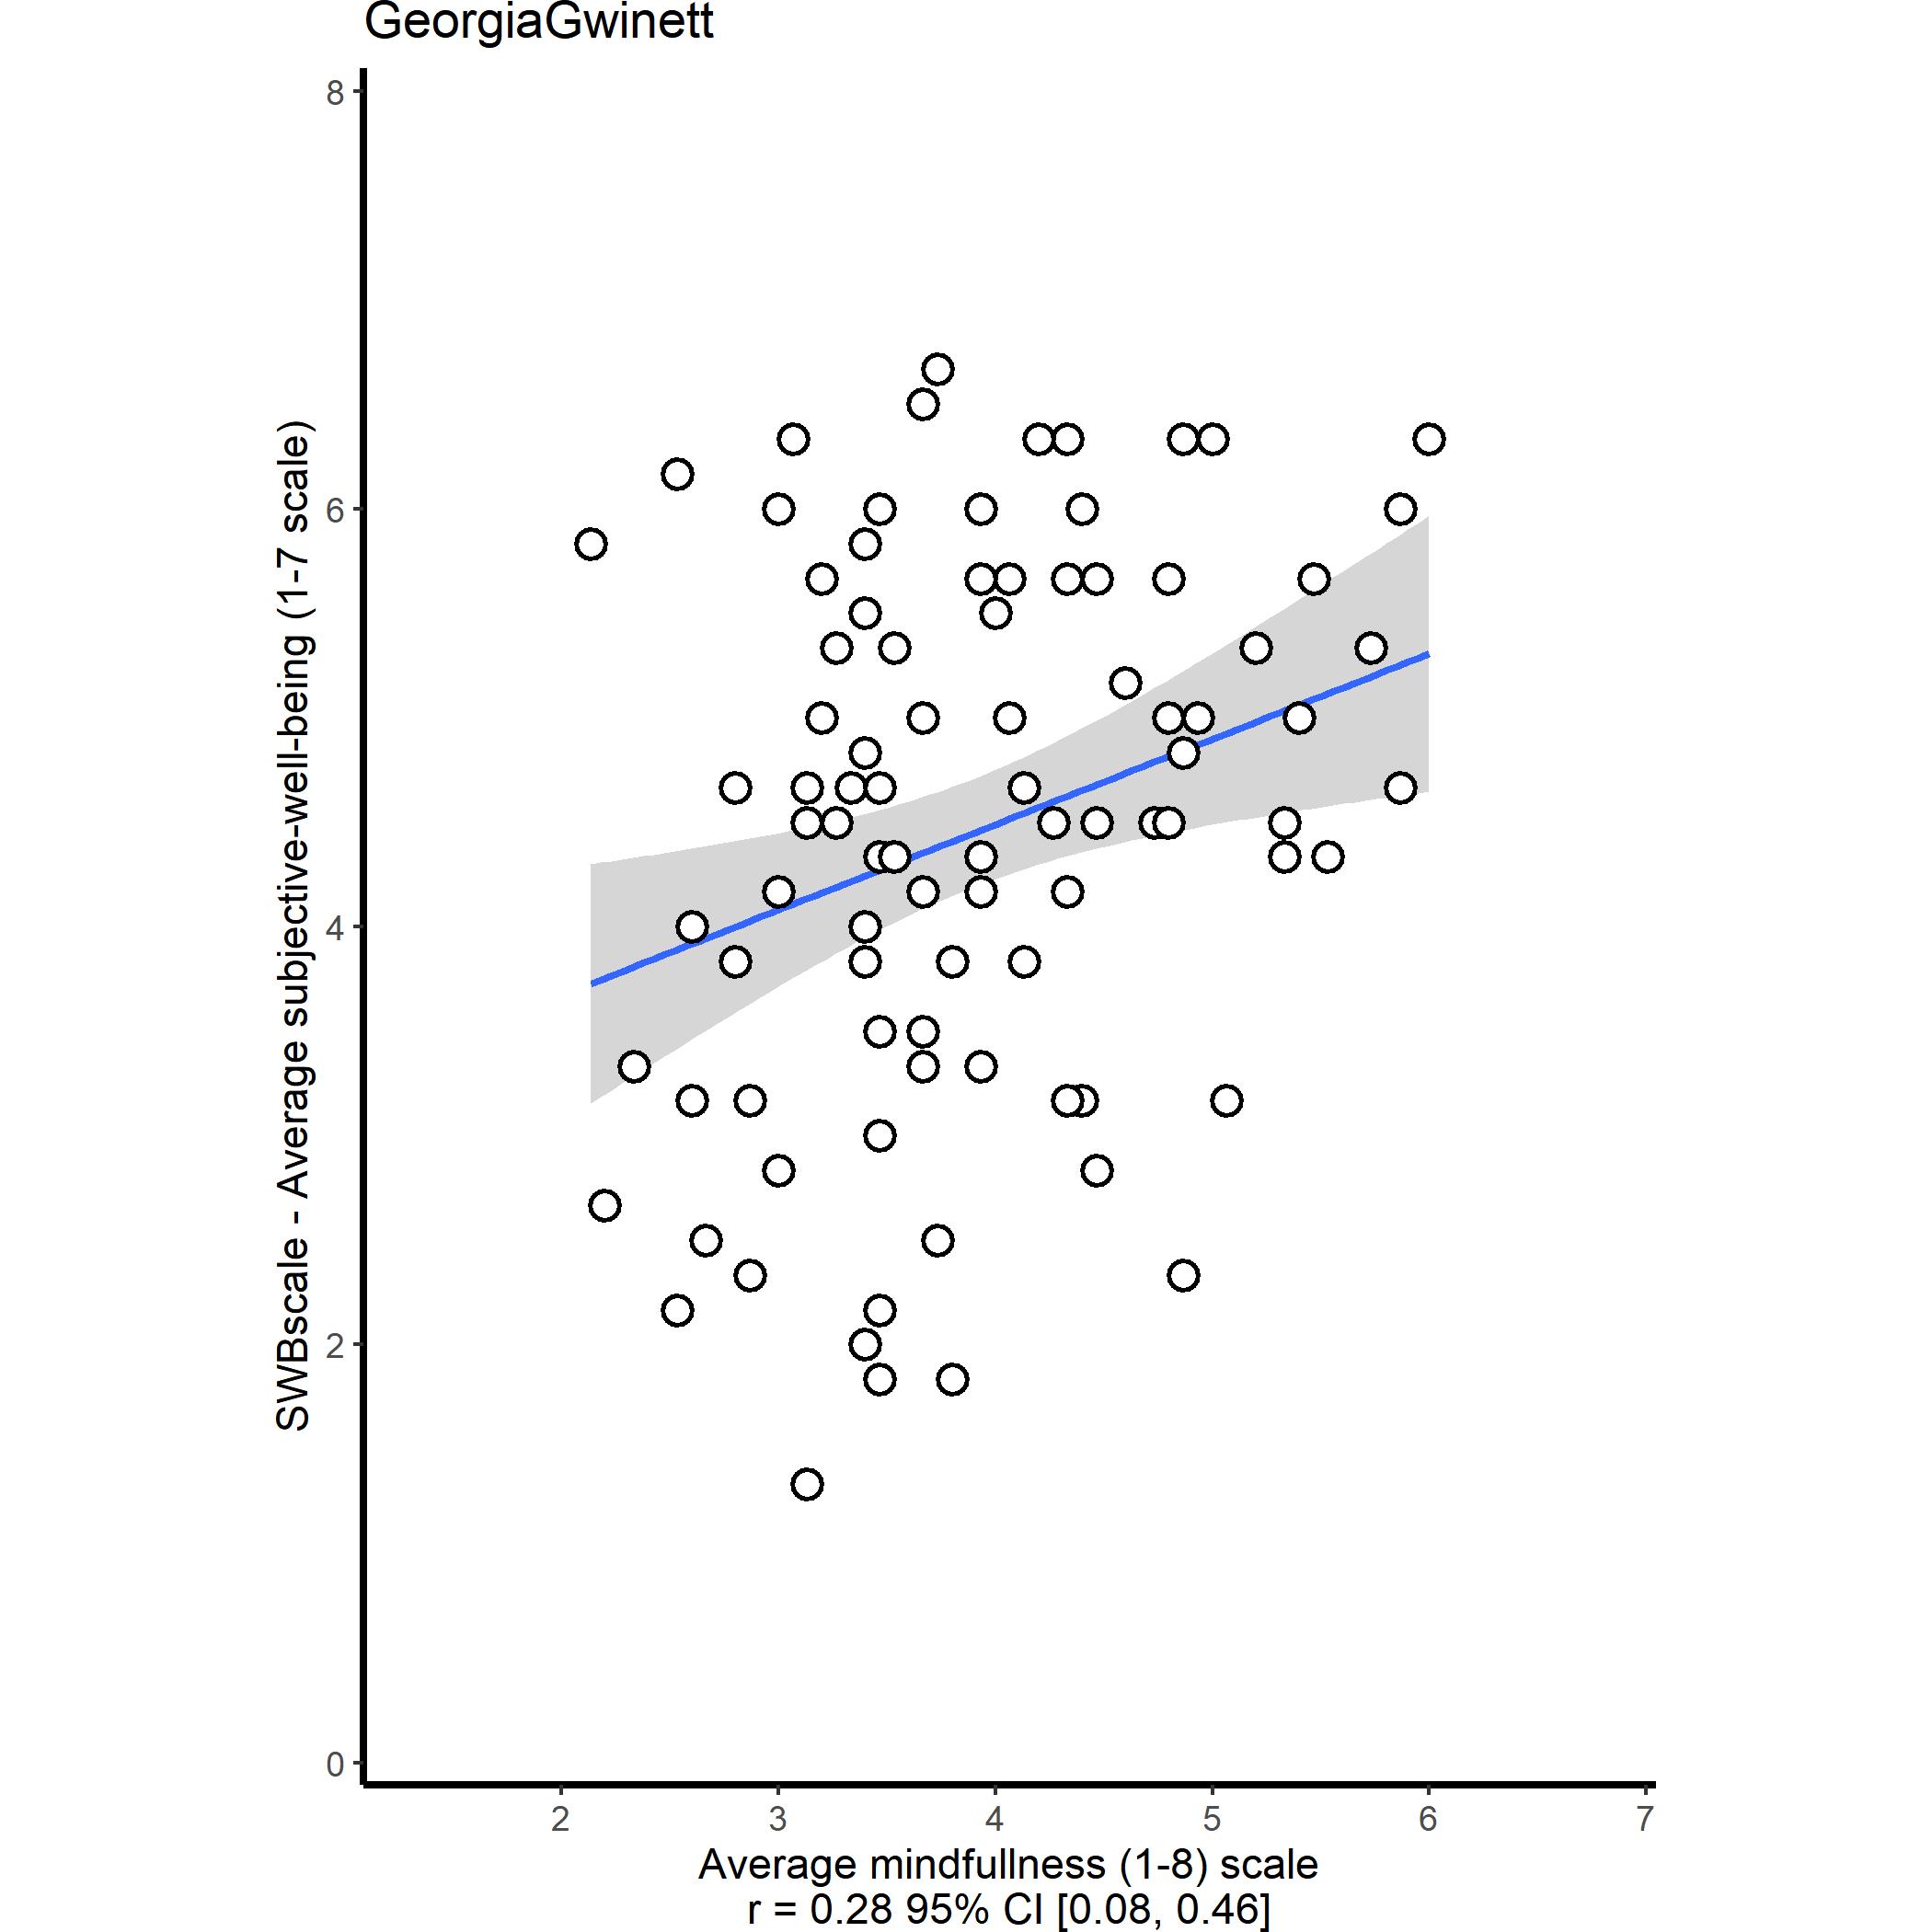 GeorgiaGwinett
SWBscale - Average subjective-well-being (1-7 scale)
8
6
4
2
0
2 3 4 5 6 7
Average mindfullness (1-8) scale
r = 0.28 95% CI [0.08, 0.46]